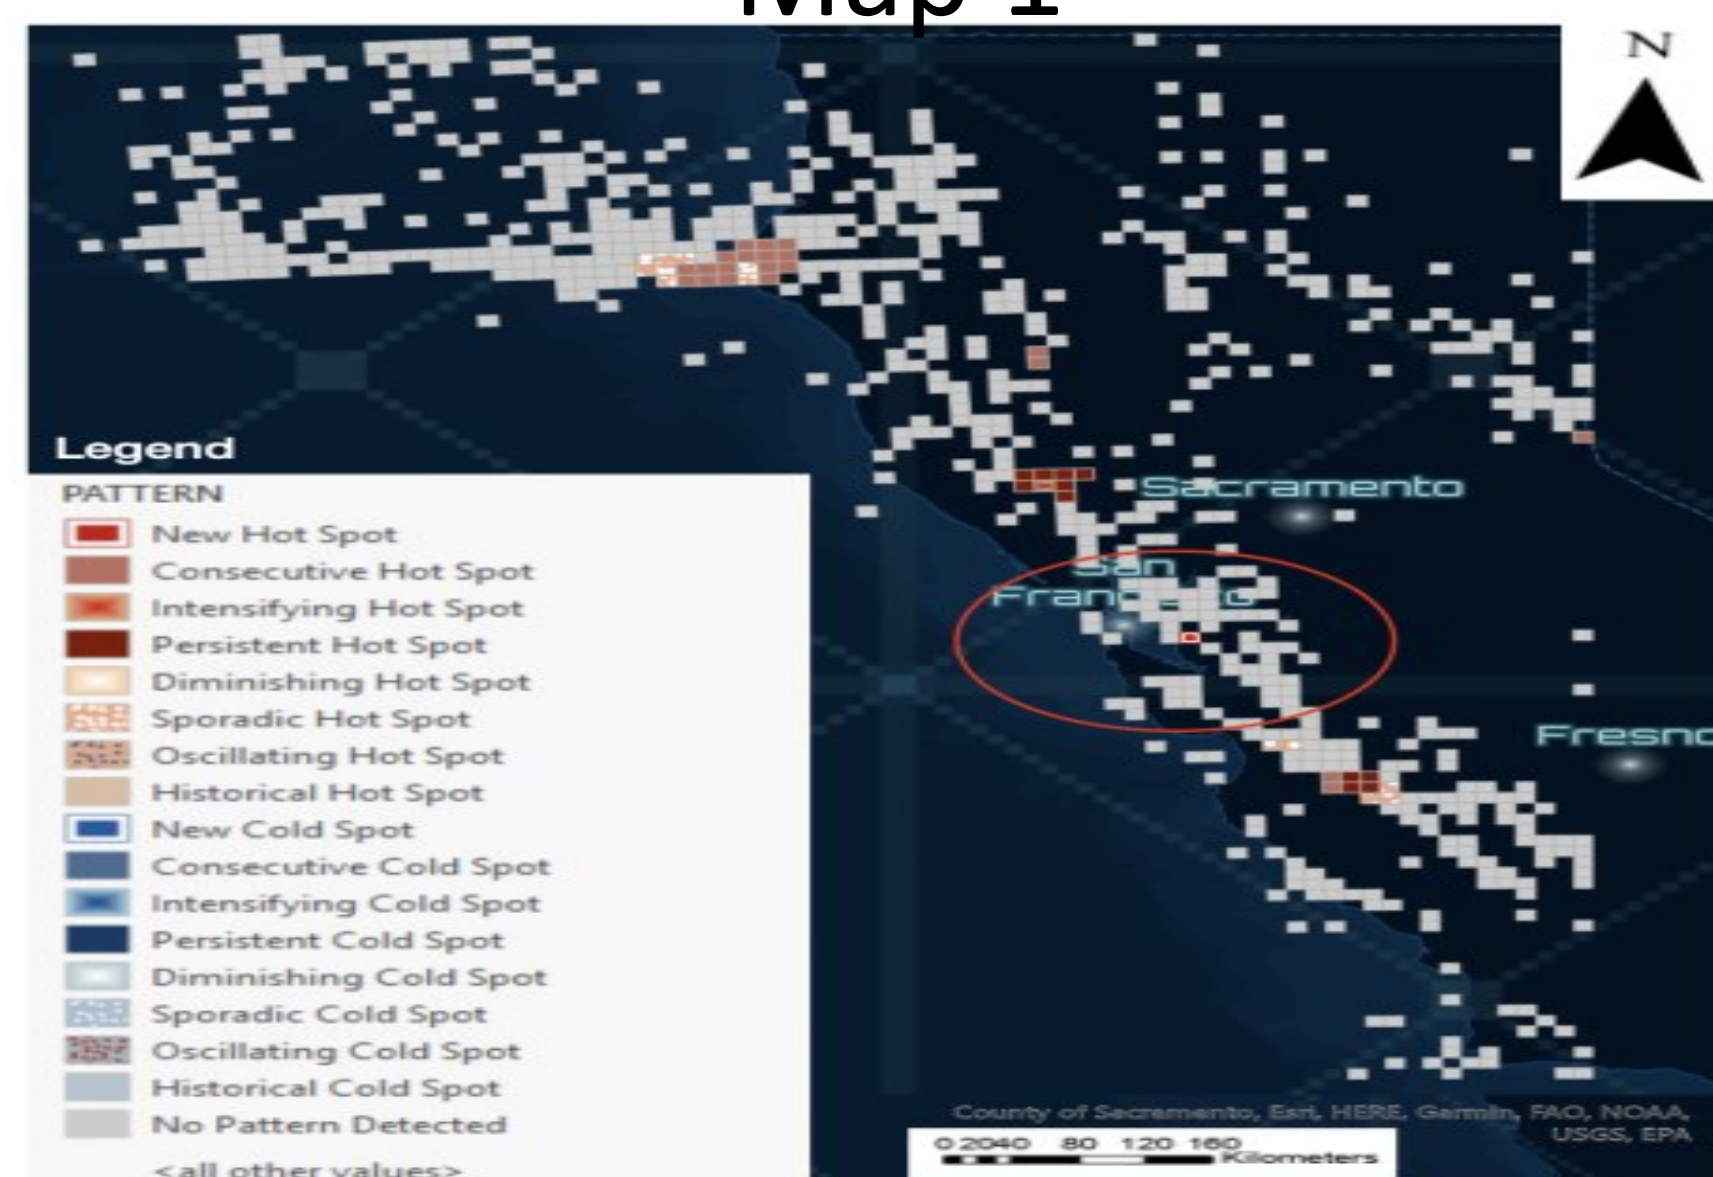 Map 1
N
Legend
PATTERN
New Hot Spot
Consecutive Hot Spot
Intensifying Hot Spot
Persistent Hot Spot
Diminishing Hot Spot
Sporadic Hot Spot
Oscillating Hot Spot
Historical Hot Spot
New Cold Spot
Consecutive Cold Spot
Intensifying Cold Spot
Persistent Cold Spot
Diminishing Cold Spot
Sporadic Cold Spot
Oscillating Cold Spot
Historical Cold Spot
No Pattern Detected
<all other values>
Sacramento
San
Francisco
Fresno
County of Sacramento, Esri, HERE, Garmin, FAO, NOAA,
USGS, EPA
0 20 40 80 120 160
Kilometers